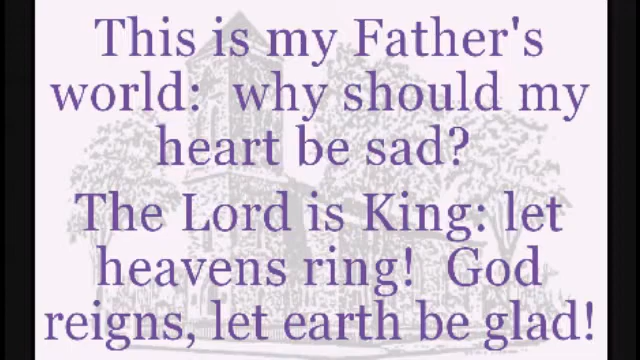 This is my Father's
world:  why should my
heart be sad?
The Lord is King: let
heavens ring!  God
reigns, let earth be glad!